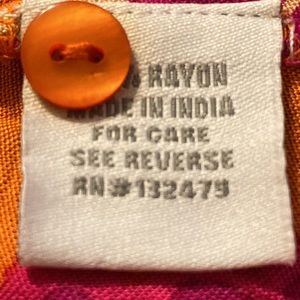 RAYON
MADE IN INDIA
FOR CARE
SEE REVERSE
RN#132479